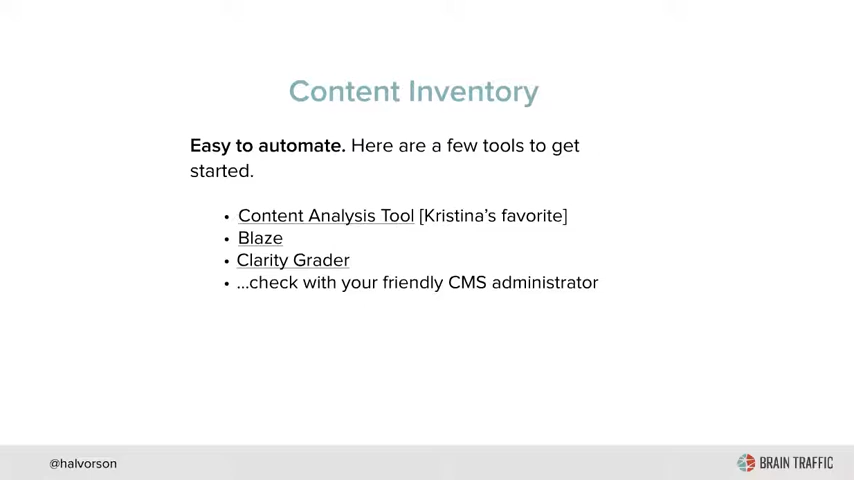 Content Inventory
Easy to automate. Here are a few tools to get
started.
• Content Analysis Tool [Kristina’s favorite]
• Blaze
• Clarity Grader
• ...check with your friendly CMS administrator
@halvorson
BRAIN TRAFFIC